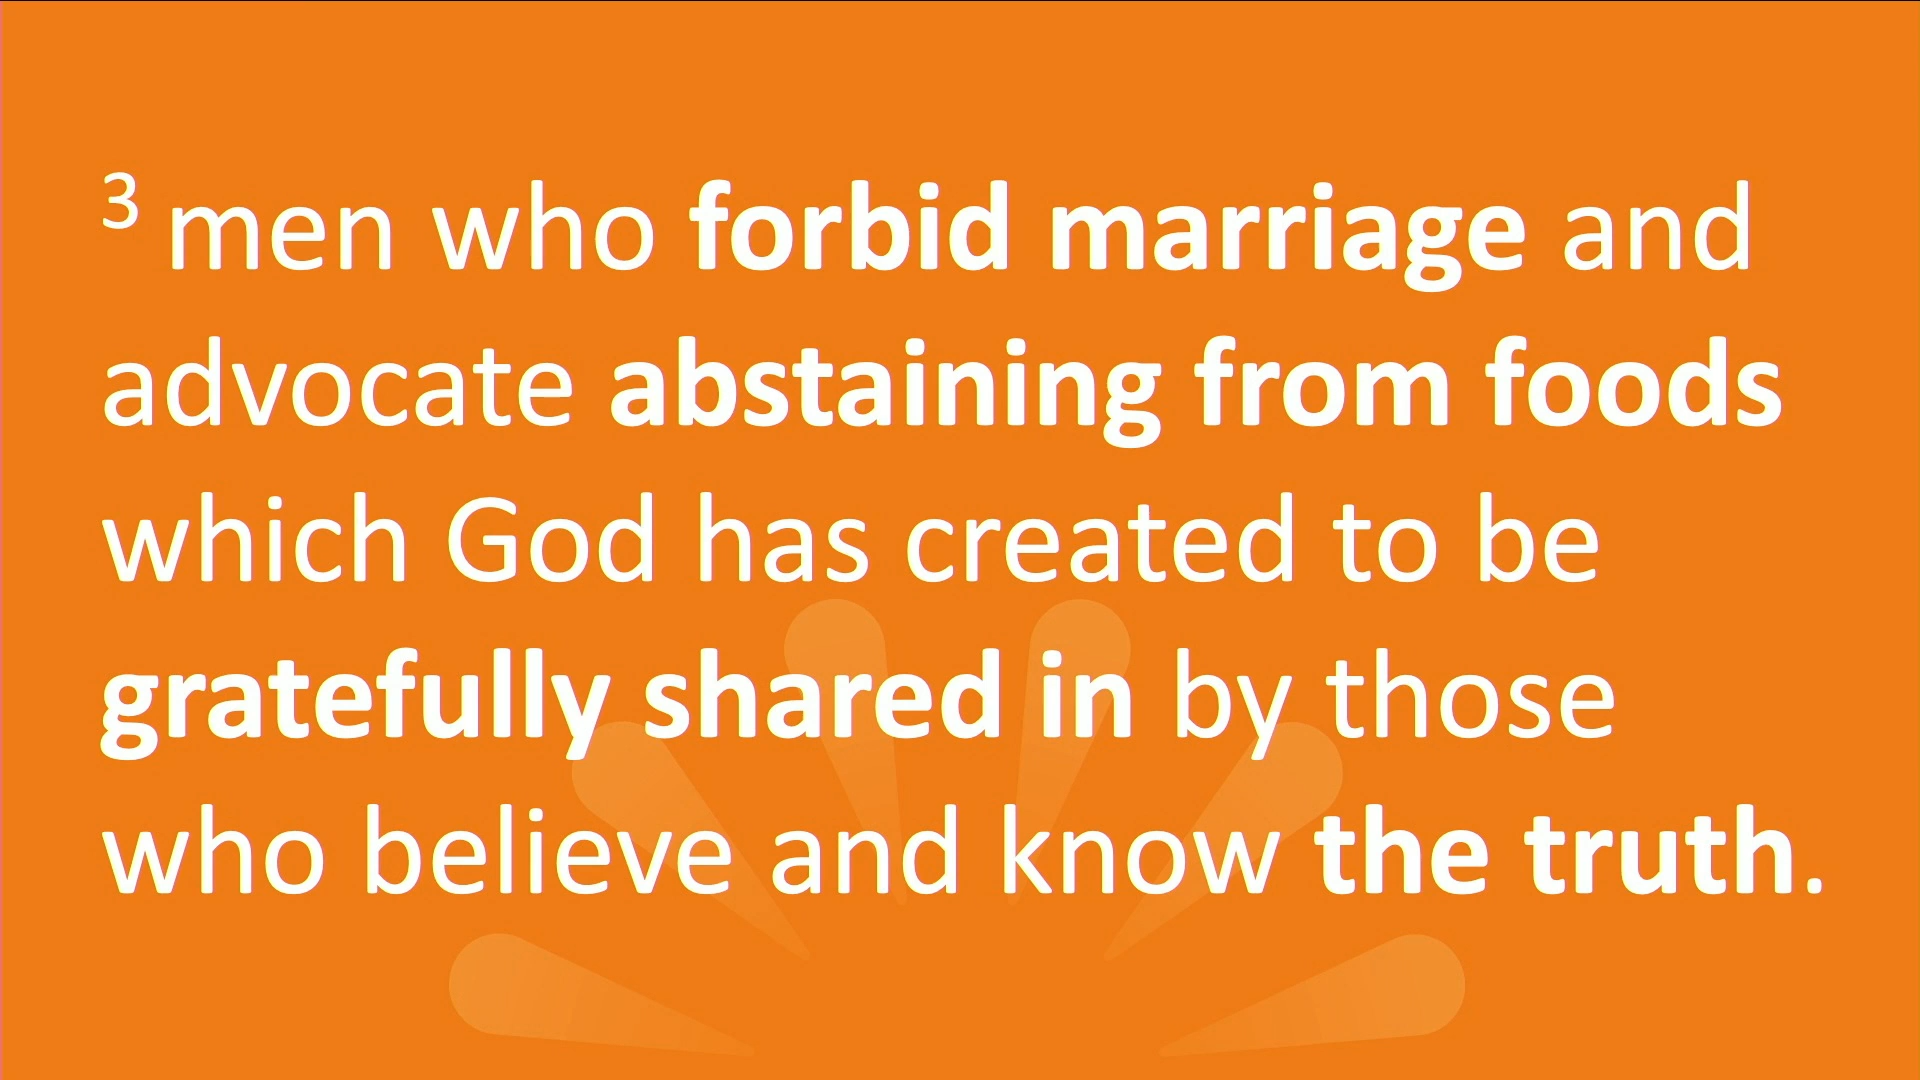 3 men who forbid marriage and
advocate abstaining from foods
which God has created to be
gratefully shared in by those
who believe and know the truth.